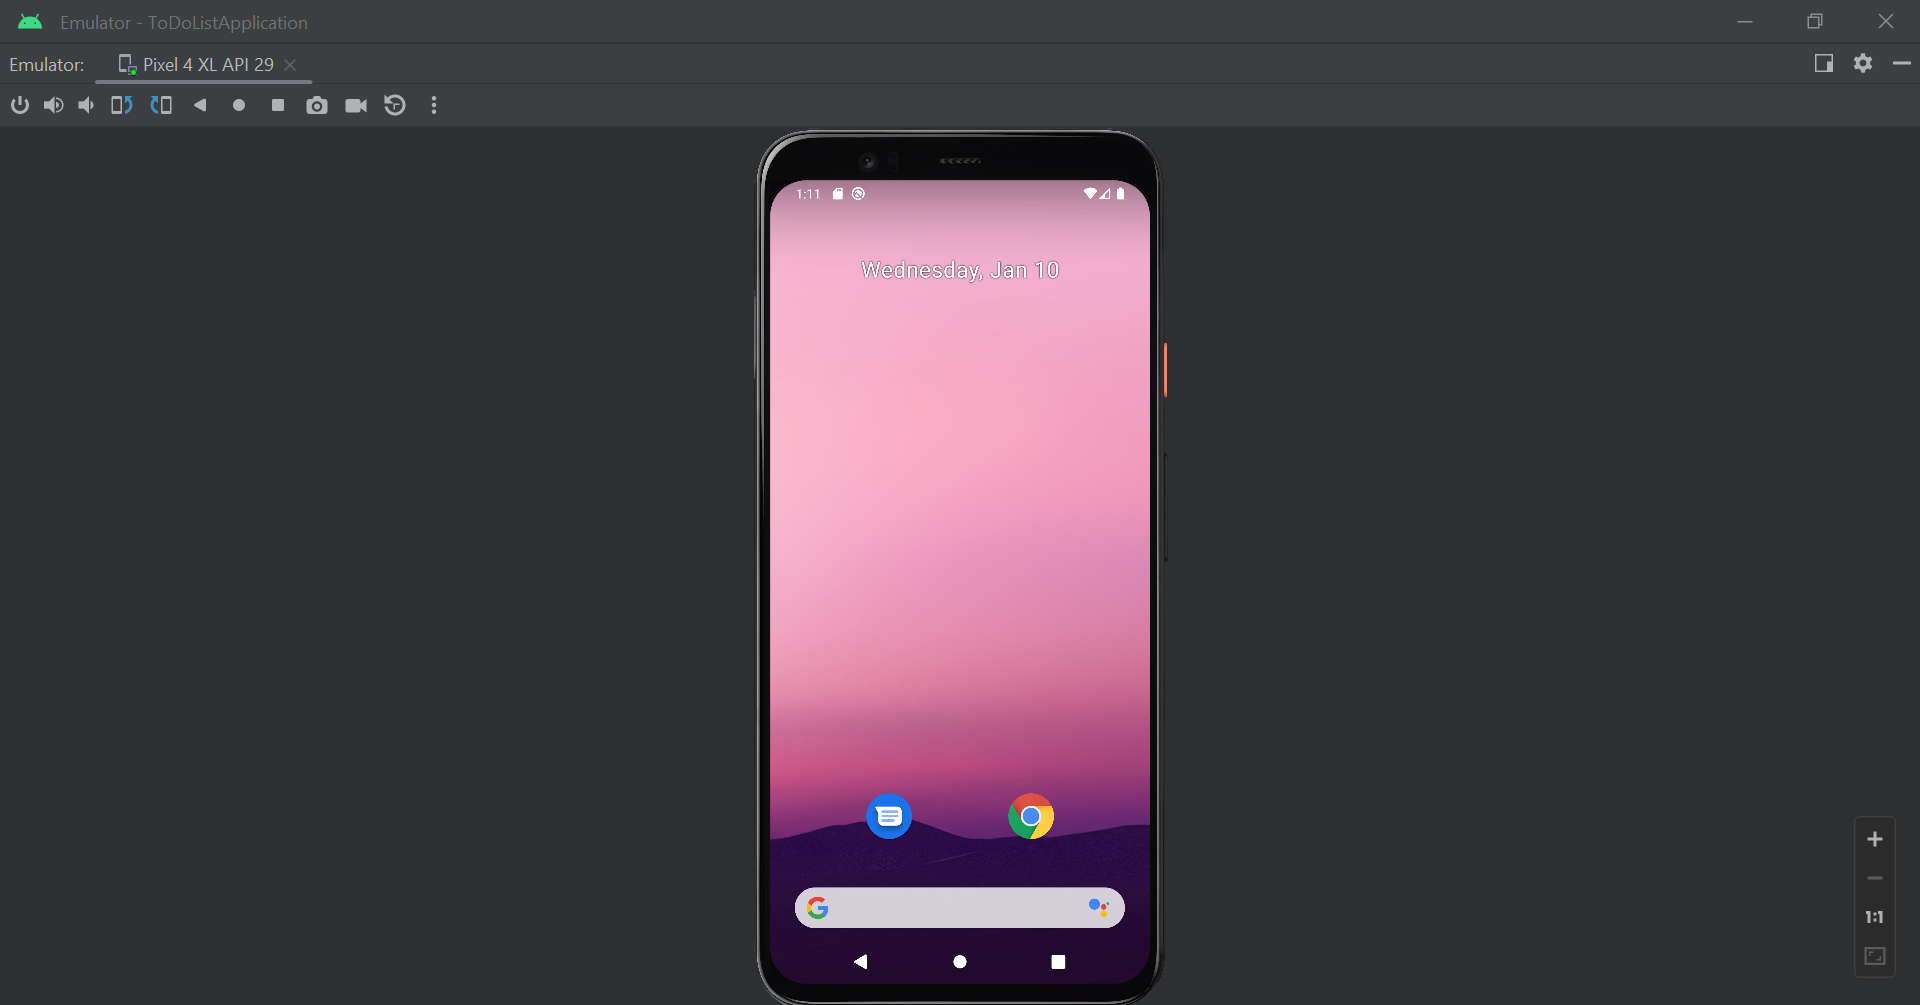 Emulator - ToDoListApplication
Emulator:
Pixel 4 XL API 29
1:11
Wednesday, Jan 10
1:1